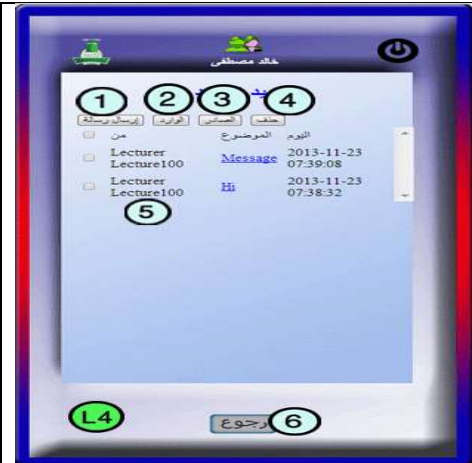 خالد مصطفى
1 2 3 4
إرسال رسالة الوارد الصادر حذف
من الموضوع اليوم
Lecturer Lecture100 Message 2013-11-23 07:39:08
Lecturer Lecture100 Hi 2013-11-23 07:38:32
5
L4
رجوع 6